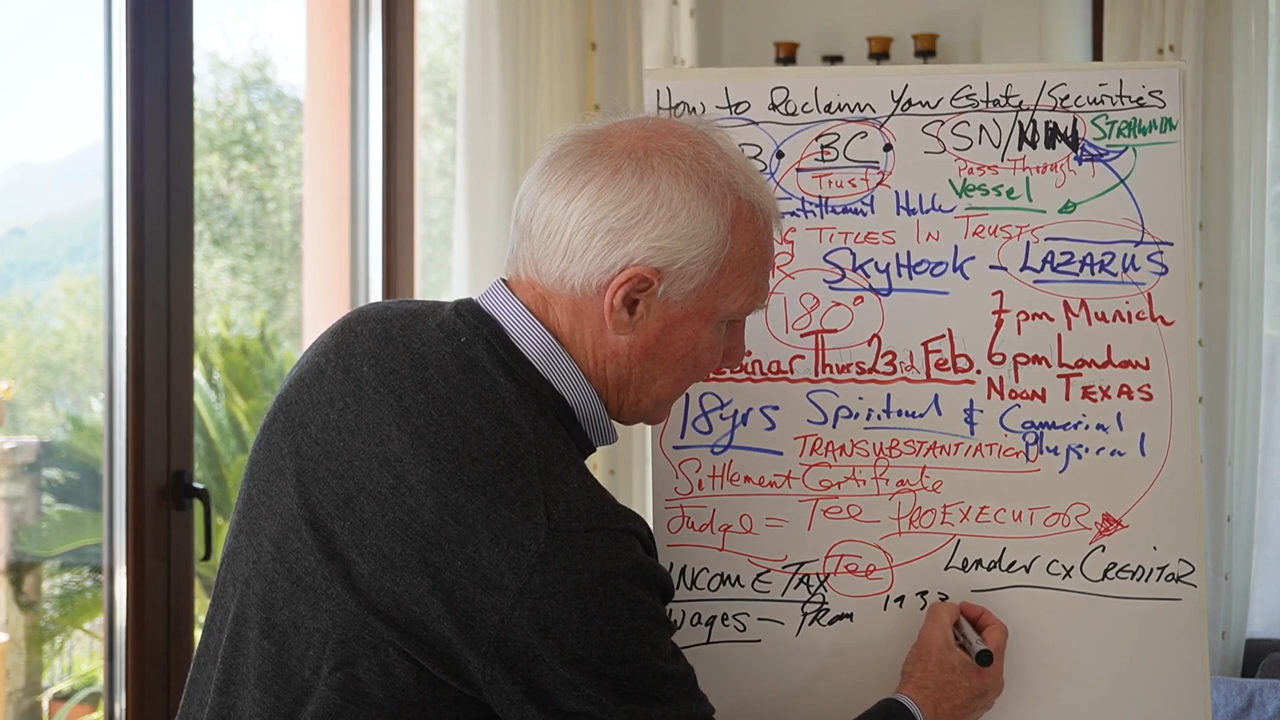 How to Reclaim Your Estate/Securities
B BC SSN/NIN STRAWMAN
Trust Pass Through
Vessel
Entitlement Holder
NG TITLES IN TRUSTS
R SKYHOOK - LAZARUS
180° 7pm Munich
Webinar Thurs 23rd Feb. 6pm London
NOON TEXAS
18yrs Spiritual & Commercial
TRANSUBSTANTIATION Physical
Settlement Certificate
Judge = Tee PROEXECUTOR
INCOME TAX Tee Lender cx CREDITOR
Wages - From 1933